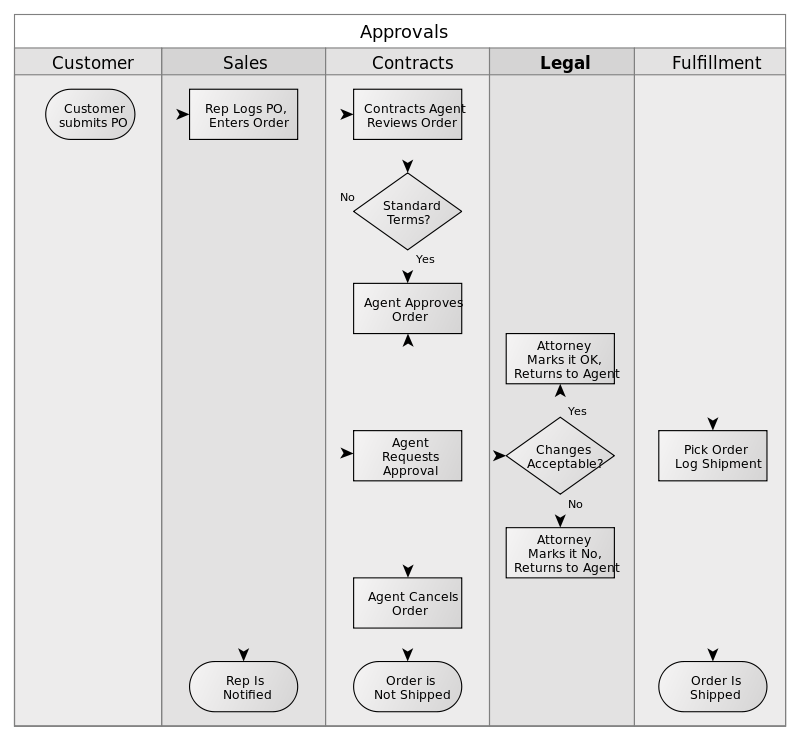 Approvals
Customer
Sales
Contracts
Legal
Fulfillment
Customer
submits PO
Rep Logs PO,
Enters Order
Contracts Agent
Reviews Order
No
Standard
Terms?
Yes
Agent Approves
Order
Attorney
Marks it OK,
Returns to Agent
Yes
Agent
Requests
Approval
Changes
Acceptable?
Pick Order
Log Shipment
No
Attorney
Marks it No,
Returns to Agent
Agent Cancels
Order
Rep Is
Notified
Order is
Not Shipped
Order Is
Shipped